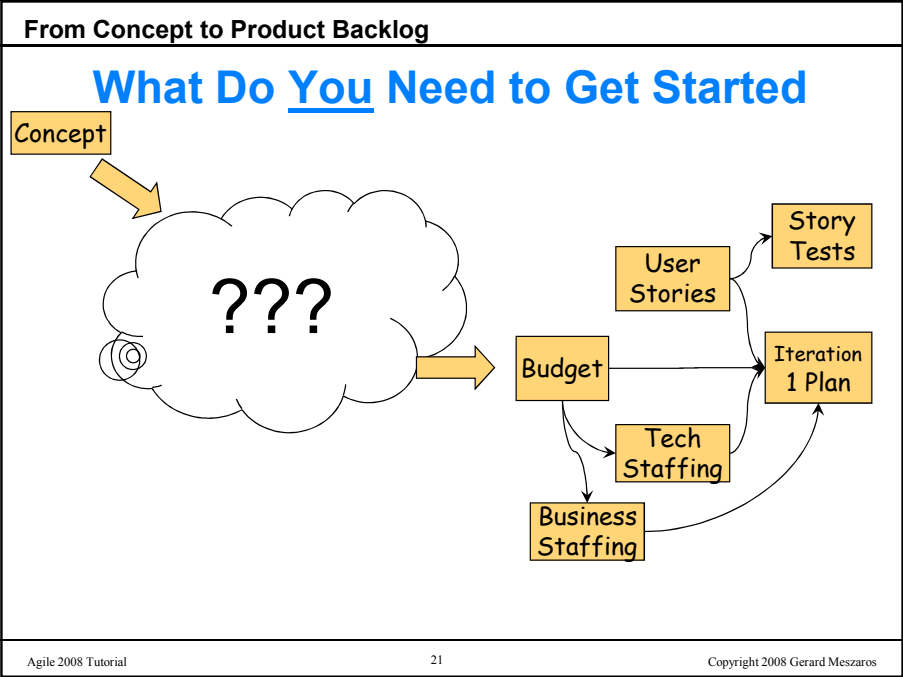 From Concept to Product Backlog
What Do You Need to Get Started
Concept
???
Story
Tests
User
Stories
Budget
Iteration
1 Plan
Tech
Staffing
Business
Staffing
Agile 2008 Tutorial
21
Copyright 2008 Gerard Meszaros